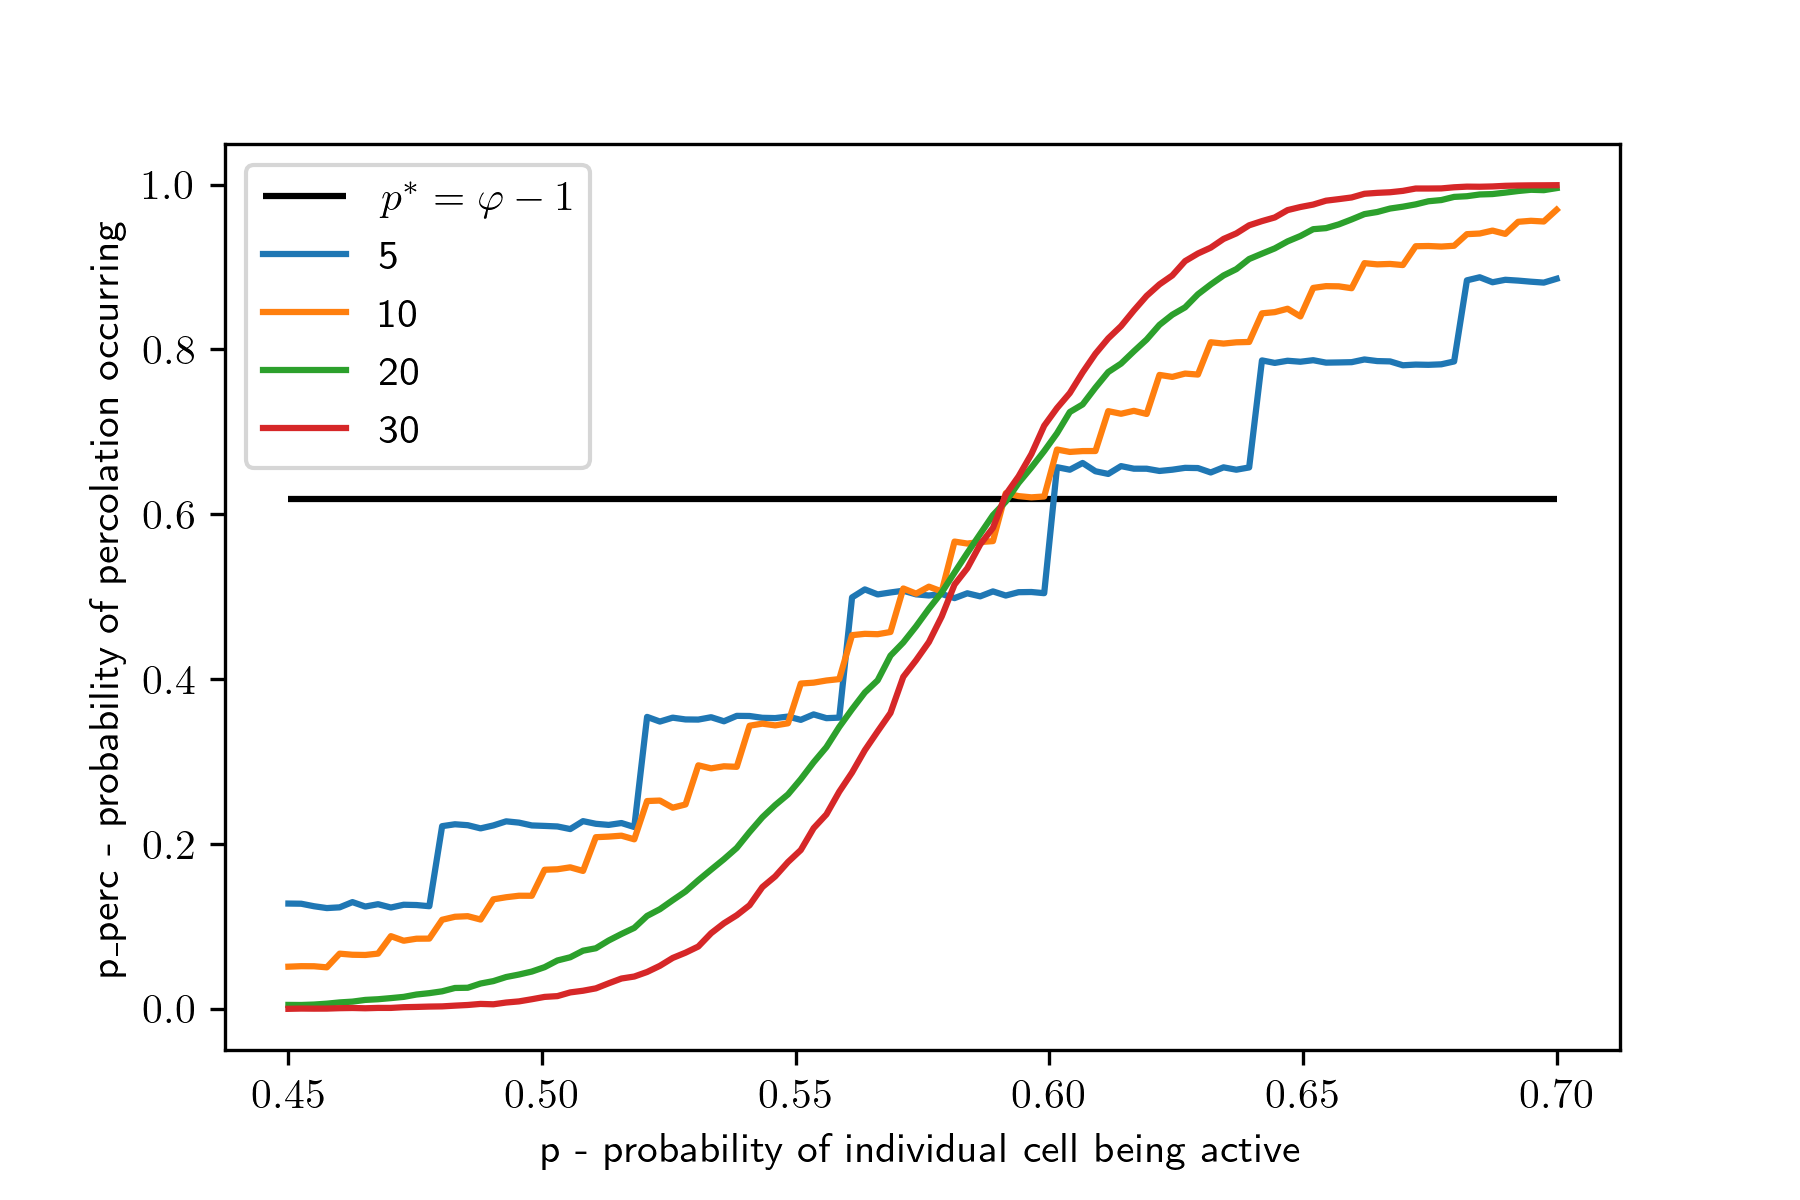 p* = φ − 1
5
10
20
30
p_perc - probability of percolation occurring
1.0
0.8
0.6
0.4
0.2
0.0
0.45 0.50 0.55 0.60 0.65 0.70
p - probability of individual cell being active